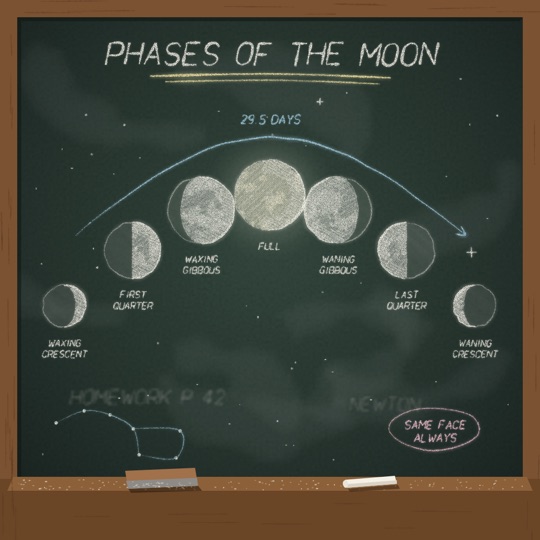 PHASES OF THE MOON
29.5 DAYS
FULL
WAXING
GIBBOUS
WANING
GIBBOUS
FIRST
QUARTER
LAST
QUARTER
WAXING
CRESCENT
WANING
CRESCENT
HOMEWORK P 42
NEWTON
SAME FACE
ALWAYS